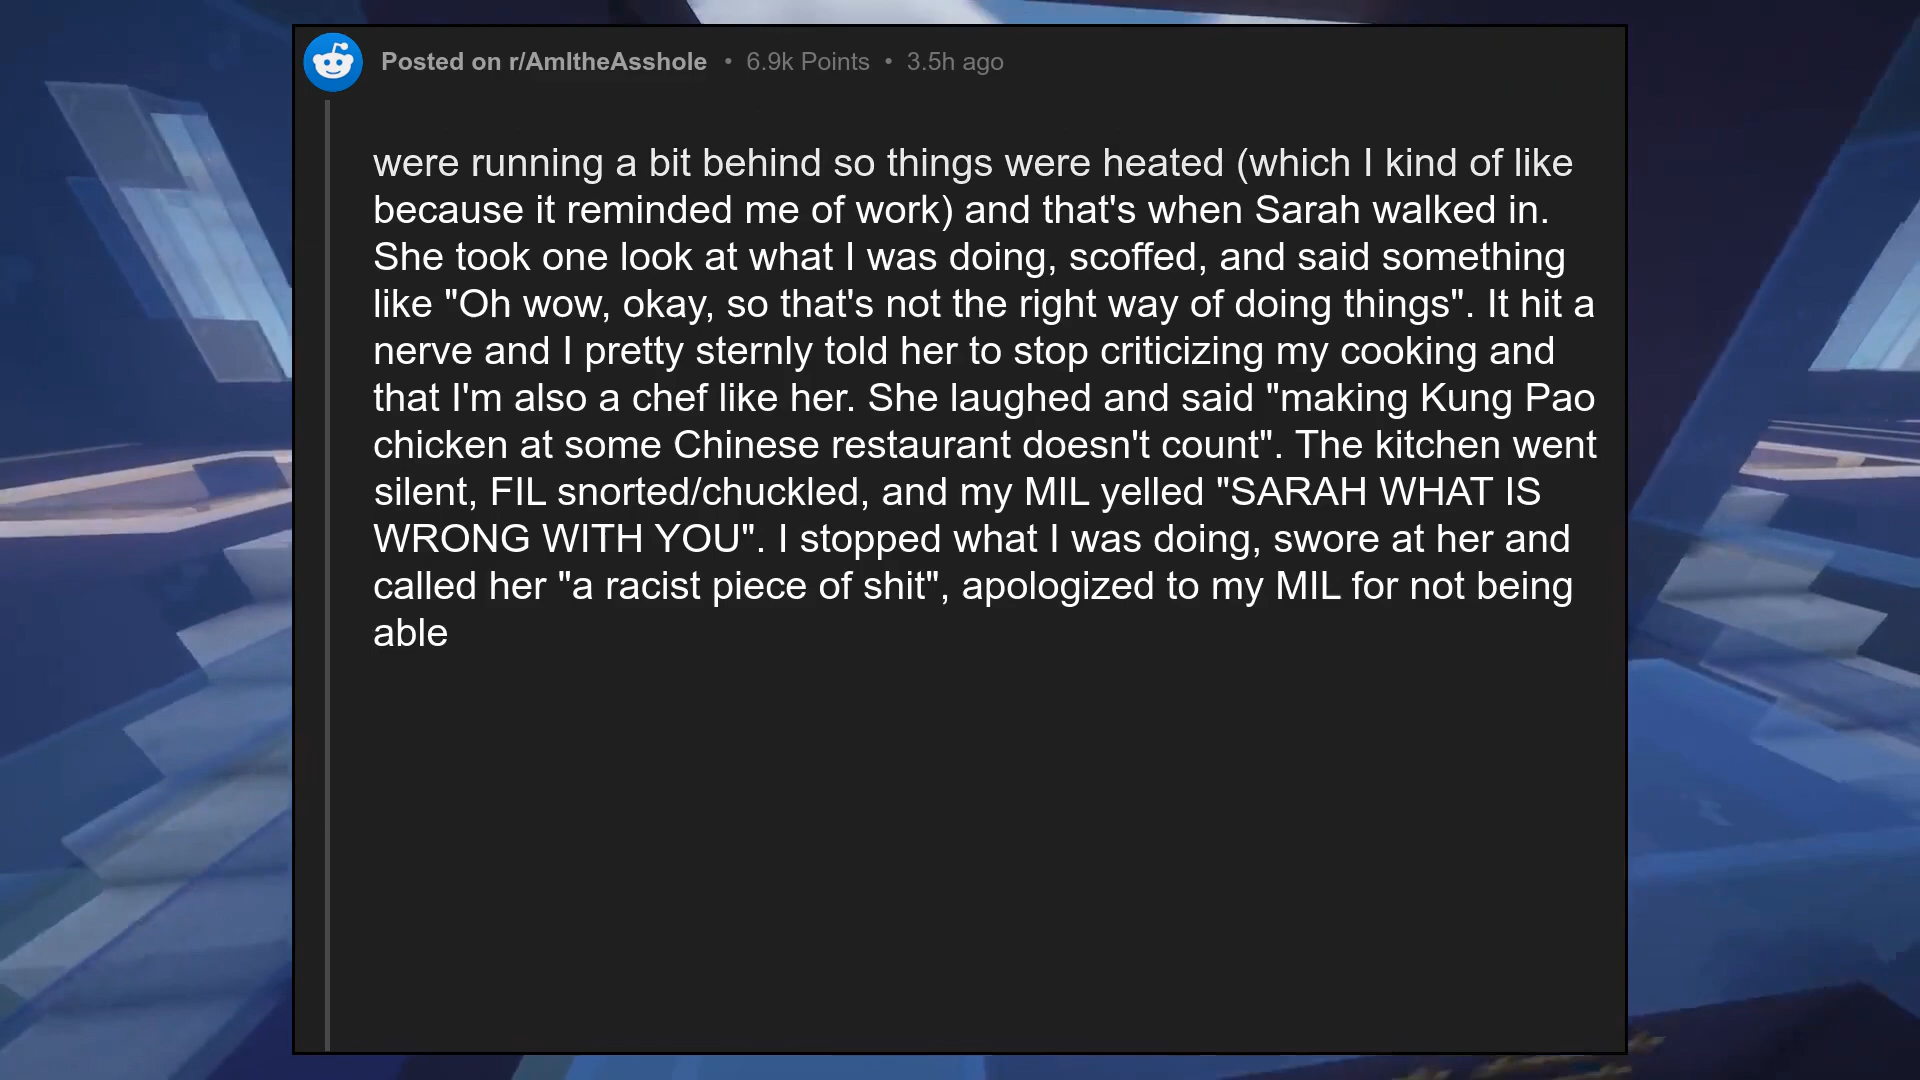 Posted on r/AmItheAsshole • 6.9k Points • 3.5h ago
were running a bit behind so things were heated (which I kind of like
because it reminded me of work) and that's when Sarah walked in.
She took one look at what I was doing, scoffed, and said something
like "Oh wow, okay, so that's not the right way of doing things". It hit a
nerve and I pretty sternly told her to stop criticizing my cooking and
that I'm also a chef like her. She laughed and said "making Kung Pao
chicken at some Chinese restaurant doesn't count". The kitchen went
silent, FIL snorted/chuckled, and my MIL yelled "SARAH WHAT IS
WRONG WITH YOU". I stopped what I was doing, swore at her and
called her "a racist piece of shit", apologized to my MIL for not being
able